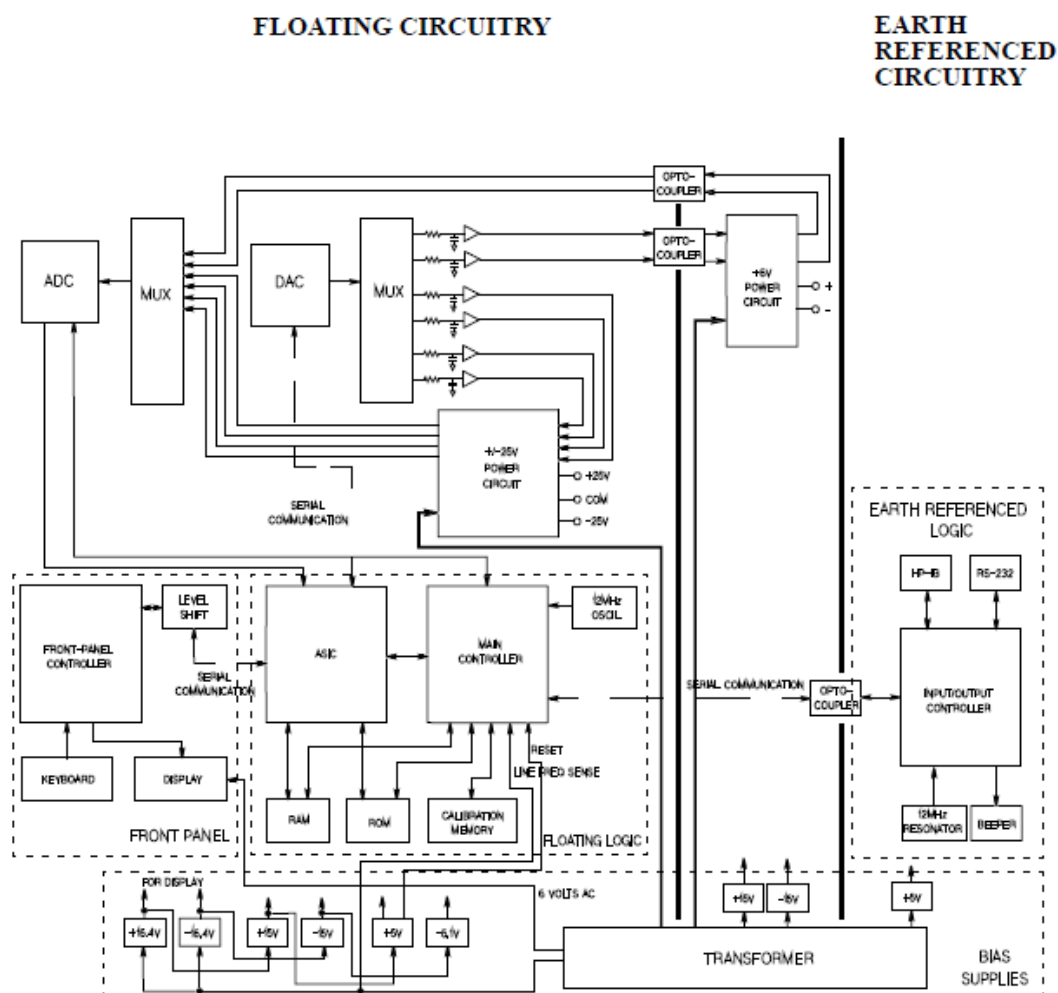 FLOATING CIRCUITRY
EARTH
REFERENCED
CIRCUITRY
OPTO-
COUPLER
OPTO-
COUPLER
ADC
MUX
DAC
MUX
+6V
POWER
CIRCUIT
+
-
+/-25V
POWER
CIRCUIT
+25V
COM
-25V
SERIAL
COMMUNICATION
EARTH REFERENCED
LOGIC
HP-IB
RS-232
LEVEL
SHIFT
12MHz
OSCIL.
FRONT-PANEL
CONTROLLER
ASIC
MAIN
CONTROLLER
SERIAL
COMMUNICATION
SERIAL COMMUNICATION
OPTO-
COUPLER
INPUT/OUTPUT
CONTROLLER
RESET
LINE FREQ SENSE
KEYBOARD
DISPLAY
RAM
ROM
CALIBRATION
MEMORY
12MHz
RESONATOR
BEEPER
FRONT PANEL
FLOATING LOGIC
FOR DISPLAY
6 VOLTS AC
+15V
-15V
+5V
+16.4V
-16.4V
+15V
-15V
+5V
-5.1V
TRANSFORMER
BIAS
SUPPLIES